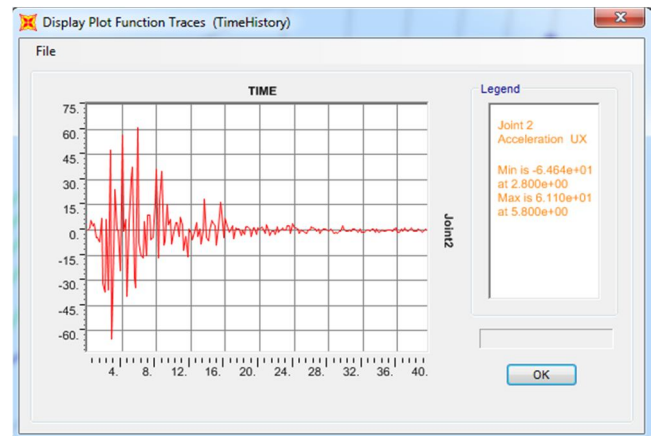 Display Plot Function Traces (TimeHistory)
File
TIME
75.
60.
45.
30.
15.
0.
-15.
-30.
-45.
-60.
4. 8. 12. 16. 20. 24. 28. 32. 36. 40.
Joint2
Legend
Joint 2
Acceleration UX
Min is -6.464e+01
at 2.800e+00
Max is 6.110e+01
at 5.800e+00
OK